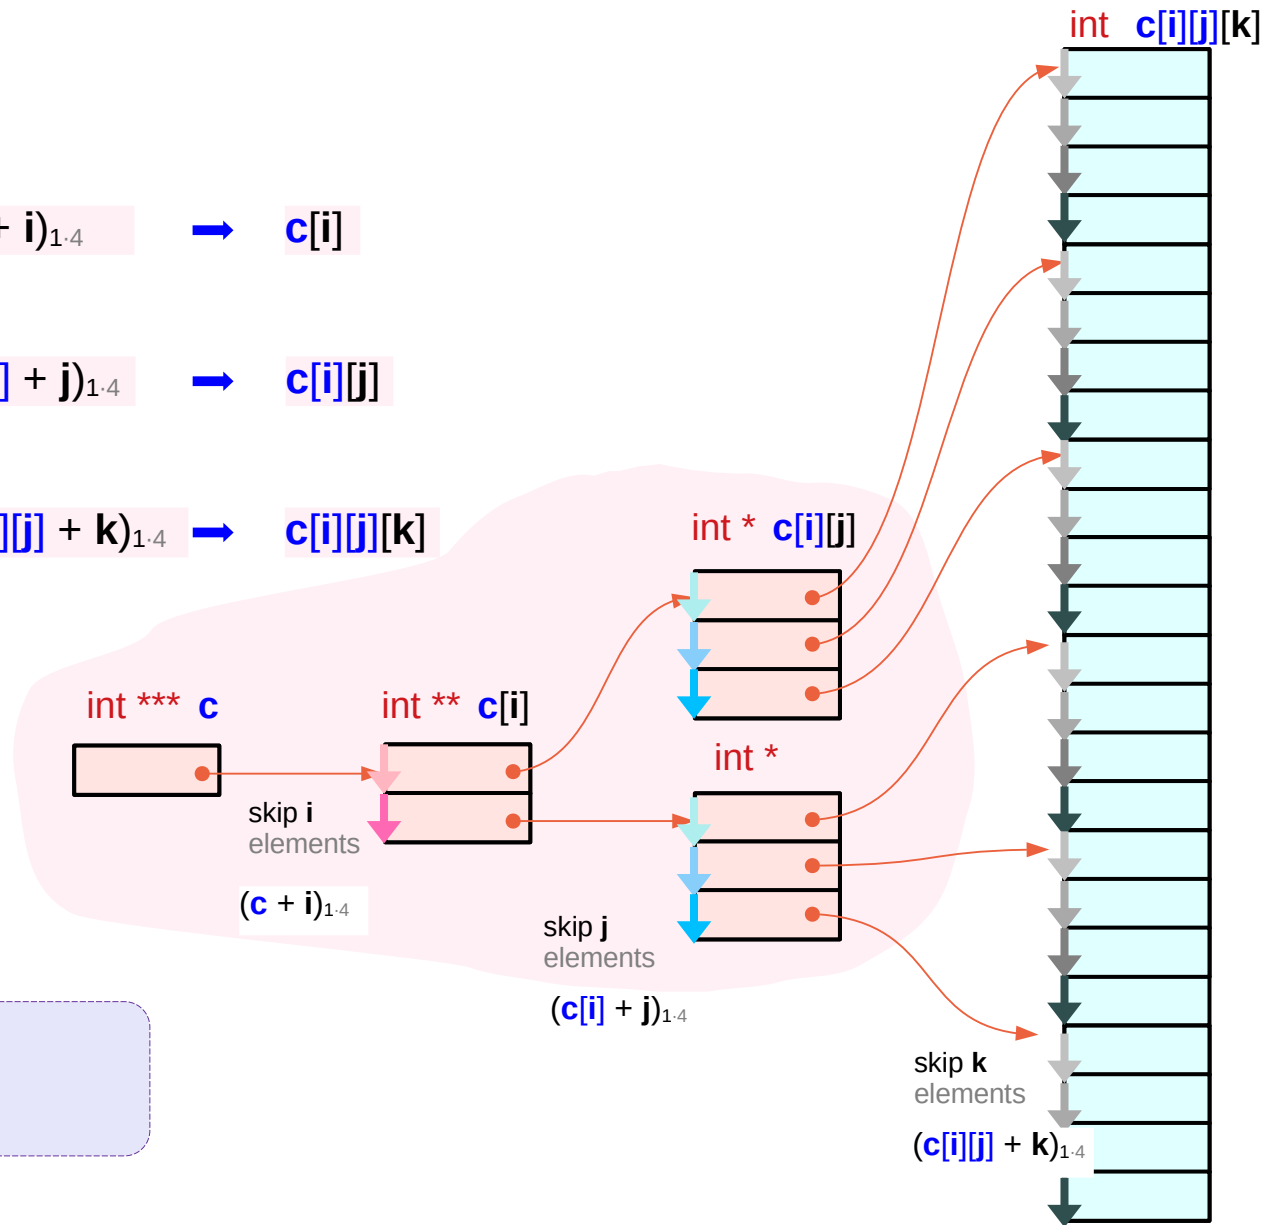 int c[i][j][k]
+ i)1·4 ➡ c[i]
] + j)1·4 ➡ c[i][j]
][j] + k)1·4 ➡ c[i][j][k]
int * c[i][j]
int *** c
int ** c[i]
int *
skip i
elements
(c + i)1·4
skip j
elements
(c[i] + j)1·4
skip k
elements
(c[i][j] + k)1·4